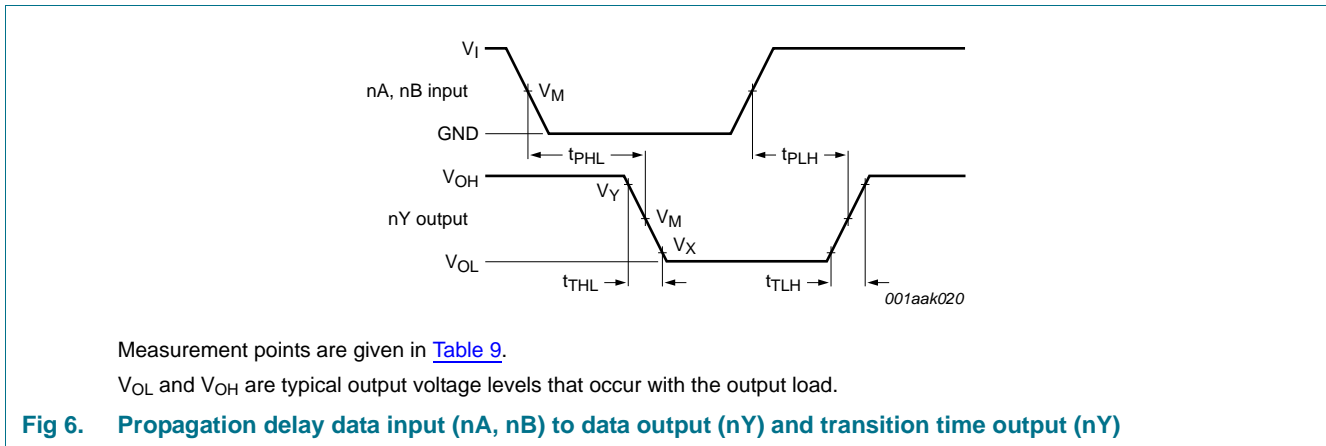 V_I
nA, nB input
V_M
GND
t_PHL
t_PLH
V_OH
V_Y
nY output
V_M
V_X
V_OL
t_THL
t_TLH
001aak020
Measurement points are given in Table 9.
V_OL and V_OH are typical output voltage levels that occur with the output load.
Fig 6. Propagation delay data input (nA, nB) to data output (nY) and transition time output (nY)